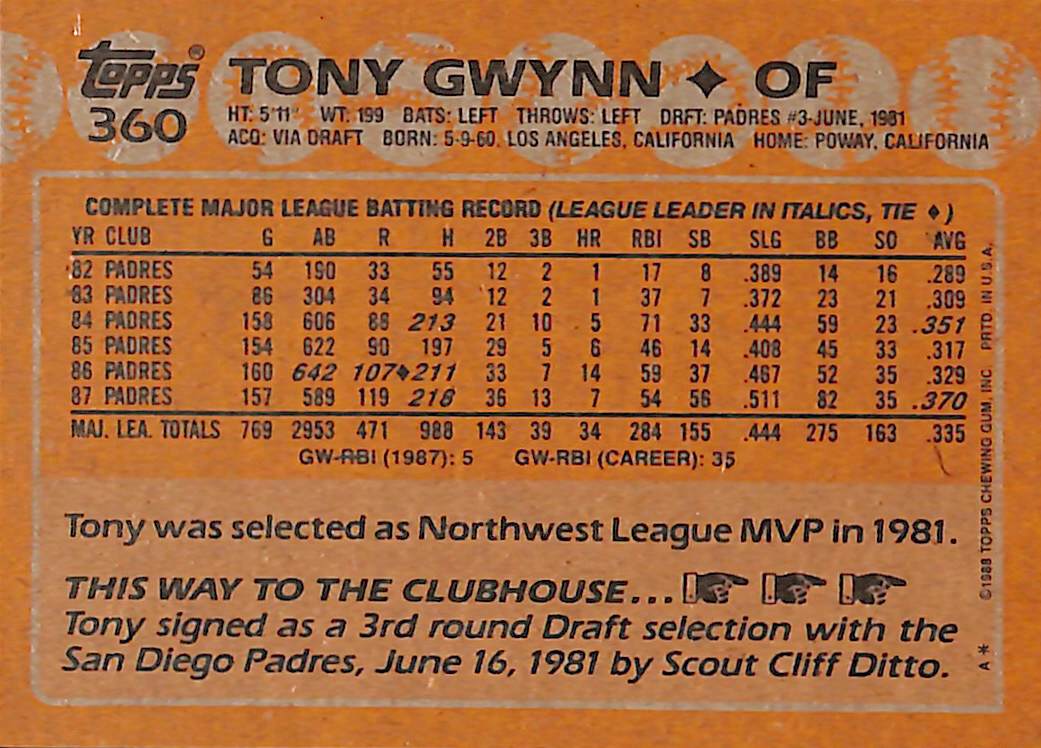 Topps® TONY GWYNN ✦ OF
360 HT: 5'11" WT: 199 BATS: LEFT THROWS: LEFT DRFT: PADRES #3-JUNE, 1981
ACQ: VIA DRAFT BORN: 5-9-60, LOS ANGELES, CALIFORNIA HOME: POWAY, CALIFORNIA
COMPLETE MAJOR LEAGUE BATTING RECORD (LEAGUE LEADER IN ITALICS, TIE ♦)
YR CLUB G AB R H 2B 3B HR RBI SB SLG BB SO AVG
82 PADRES 54 190 33 55 12 2 1 17 8 .389 14 16 .289
83 PADRES 86 304 34 94 12 2 1 37 7 .372 23 21 .309
84 PADRES 158 606 88 213 21 10 5 71 33 .444 59 23 .351
85 PADRES 154 622 90 197 29 5 6 46 14 .408 45 33 .317
86 PADRES 160 642 107♦211 33 7 14 59 37 .467 52 35 .329
87 PADRES 157 589 119 218 36 13 7 54 56 .511 82 35 .370
MAJ. LEA. TOTALS 769 2953 471 988 143 39 34 284 155 .444 275 163 .335
GW-RBI (1987): 5 GW-RBI (CAREER): 35
Tony was selected as Northwest League MVP in 1981.
THIS WAY TO THE CLUBHOUSE...
Tony signed as a 3rd round Draft selection with the
San Diego Padres, June 16, 1981 by Scout Cliff Ditto.
A* ©1988 TOPPS CHEWING GUM, INC. PRTD. IN U.S.A.